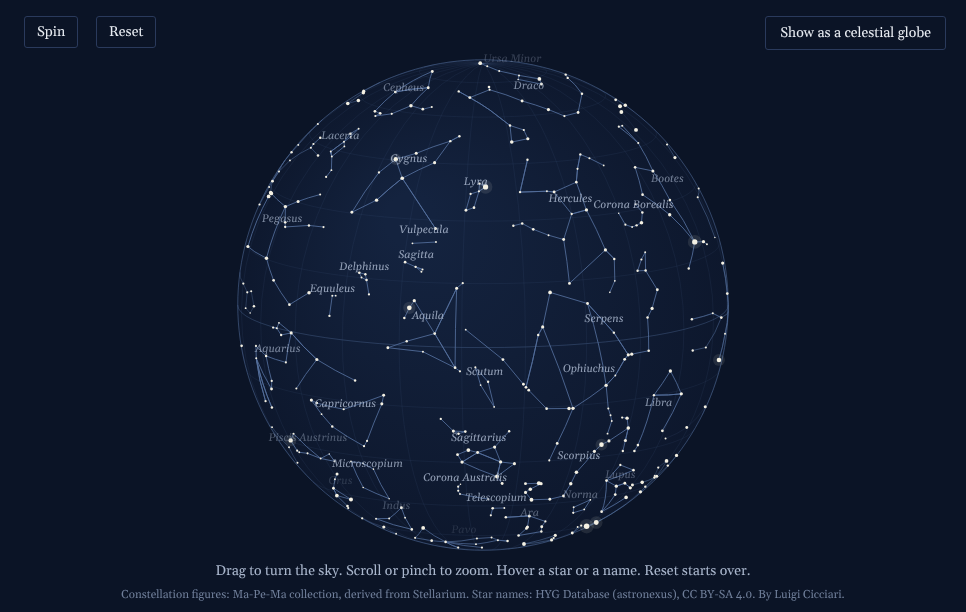 Spin
Reset
Show as a celestial globe
Ursa Minor
Cepheus
Draco
Lacerta
Cygnus
Lyra
Bootes
Hercules
Corona Borealis
Pegasus
Vulpecula
Sagitta
Delphinus
Equuleus
Aquila
Serpens
Aquarius
Scutum
Ophiuchus
Capricornus
Libra
Piscis Austrinus
Sagittarius
Scorpius
Microscopium
Grus
Corona Australis
Lupus
Telescopium
Norma
Indus
Ara
Pavo
Drag to turn the sky. Scroll or pinch to zoom. Hover a star or a name. Reset starts over.
Constellation figures: Ma-Pe-Ma collection, derived from Stellarium. Star names: HYG Database (astronexus), CC BY-SA 4.0. By Luigi Cicciari.